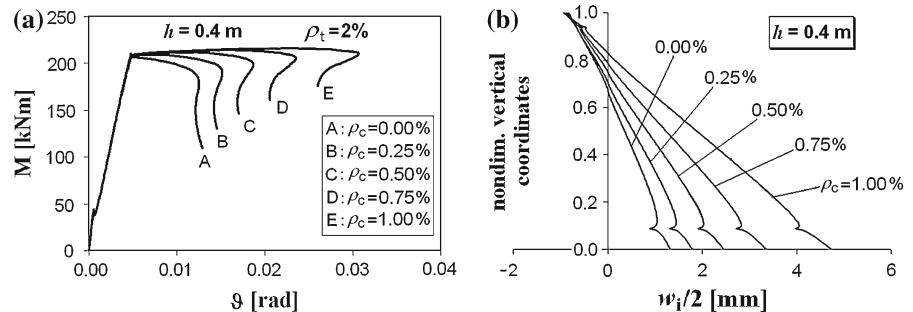 (a)
h = 0.4 m
ρt = 2%
M [kNm]
250
200
150
100
50
0
0.00
0.01
0.02
0.03
0.04
ϑ [rad]
A
B
C
D
E
A: ρc=0.00%
B: ρc=0.25%
C: ρc=0.50%
D: ρc=0.75%
E: ρc=1.00%
(b)
h = 0.4 m
nondim. vertical
coordinates
1.0
0.8
0.6
0.4
0.2
0.0
-2
0
2
4
6
wi/2 [mm]
0.00%
0.25%
0.50%
0.75%
ρc=1.00%